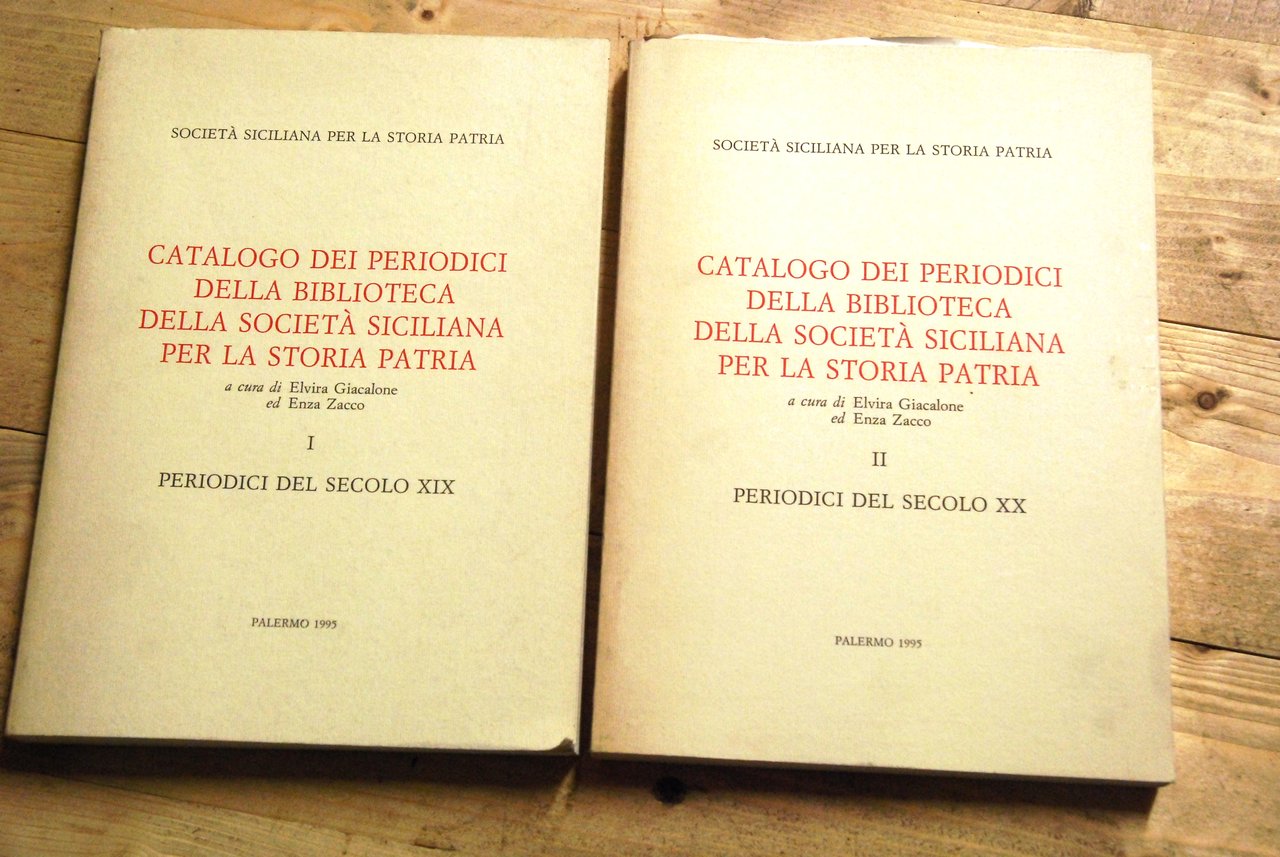 SOCIETÀ SICILIANA PER LA STORIA PATRIA
CATALOGO DEI PERIODICI
DELLA BIBLIOTECA
DELLA SOCIETÀ SICILIANA
PER LA STORIA PATRIA
a cura di Elvira Giacalone
ed Enza Zacco
I
PERIODICI DEL SECOLO XIX
PALERMO 1995
SOCIETÀ SICILIANA PER LA STORIA PATRIA
CATALOGO DEI PERIODICI
DELLA BIBLIOTECA
DELLA SOCIETÀ SICILIANA
PER LA STORIA PATRIA
a cura di Elvira Giacalone
ed Enza Zacco
II
PERIODICI DEL SECOLO XX
PALERMO 1995